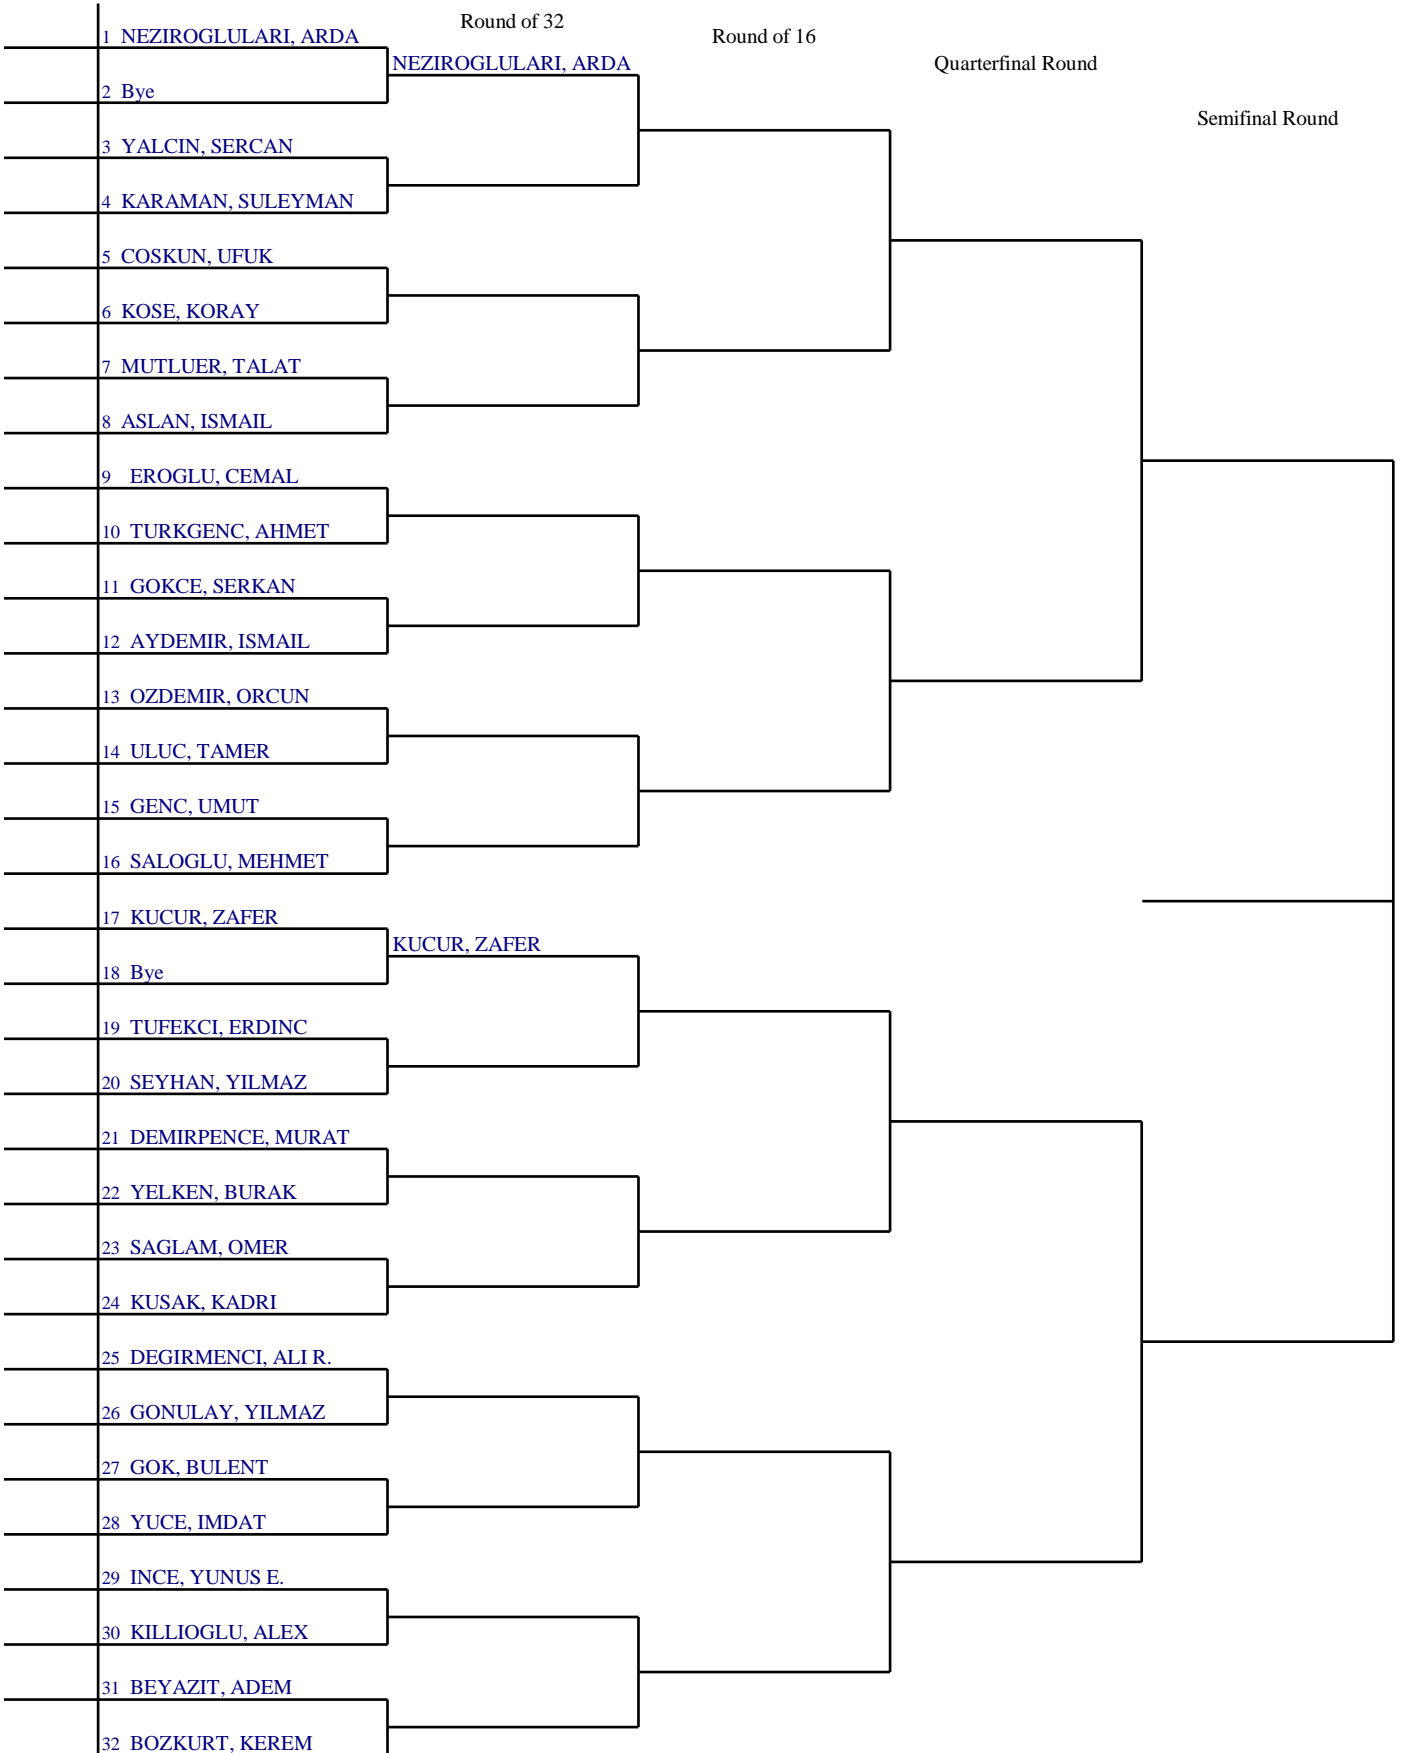 Round of 32
Round of 16
Quarterfinal Round
Semifinal Round
1 NEZIROGLULARI, ARDA
NEZIROGLULARI, ARDA
2 Bye
3 YALCIN, SERCAN
4 KARAMAN, SULEYMAN
5 COSKUN, UFUK
6 KOSE, KORAY
7 MUTLUER, TALAT
8 ASLAN, ISMAIL
9 EROGLU, CEMAL
10 TURKGENC, AHMET
11 GOKCE, SERKAN
12 AYDEMIR, ISMAIL
13 OZDEMIR, ORCUN
14 ULUC, TAMER
15 GENC, UMUT
16 SALOGLU, MEHMET
17 KUCUR, ZAFER
KUCUR, ZAFER
18 Bye
19 TUFEKCI, ERDINC
20 SEYHAN, YILMAZ
21 DEMIRPENCE, MURAT
22 YELKEN, BURAK
23 SAGLAM, OMER
24 KUSAK, KADRI
25 DEGIRMENCI, ALI R.
26 GONULAY, YILMAZ
27 GOK, BULENT
28 YUCE, IMDAT
29 INCE, YUNUS E.
30 KILLIOGLU, ALEX
31 BEYAZIT, ADEM
32 BOZKURT, KEREM